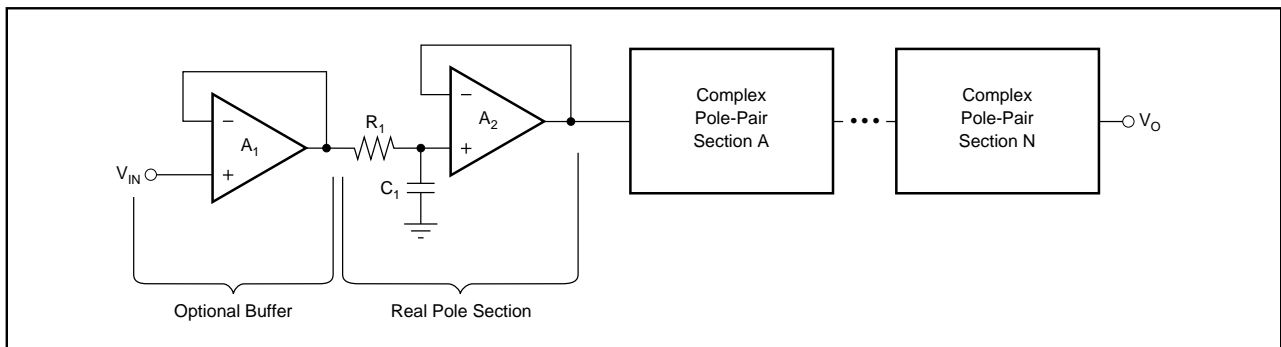 Complex
Pole-Pair
Section A
Complex
Pole-Pair
Section N
− A2 +
R1
− A1 +
VIN
C1
VO
Optional Buffer
Real Pole Section